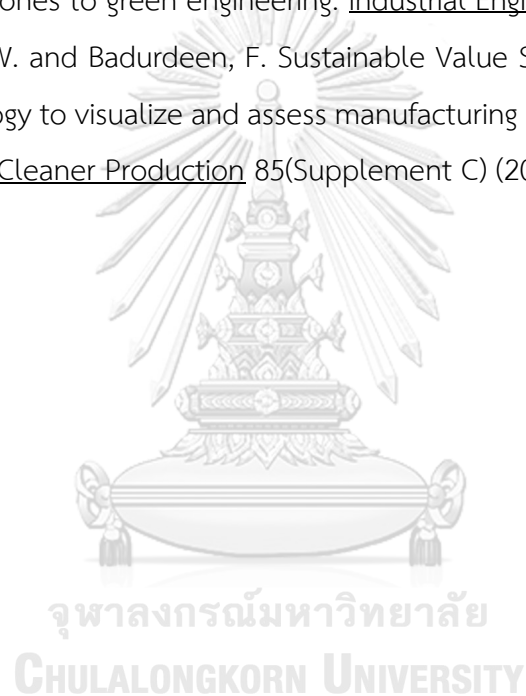 ones to green engineering. Industrial Eng
W. and Badurdeen, F. Sustainable Value S
ogy to visualize and assess manufacturing
Cleaner Production 85(Supplement C) (20
จุฬาลงกรณ์มหาวิทยาลัย
CHULALONGKORN UNIVERSITY